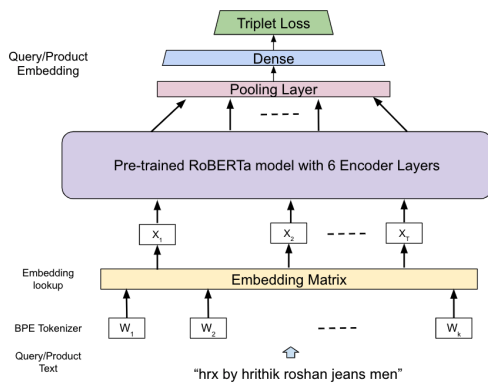 Triplet Loss
Query/Product
Embedding
Dense
Pooling Layer
Pre-trained RoBERTa model with 6 Encoder Layers
X1 X2 XT
Embedding
lookup
Embedding Matrix
BPE Tokenizer
W1 W2 Wk
Query/Product
Text
“hrx by hrithik roshan jeans men”